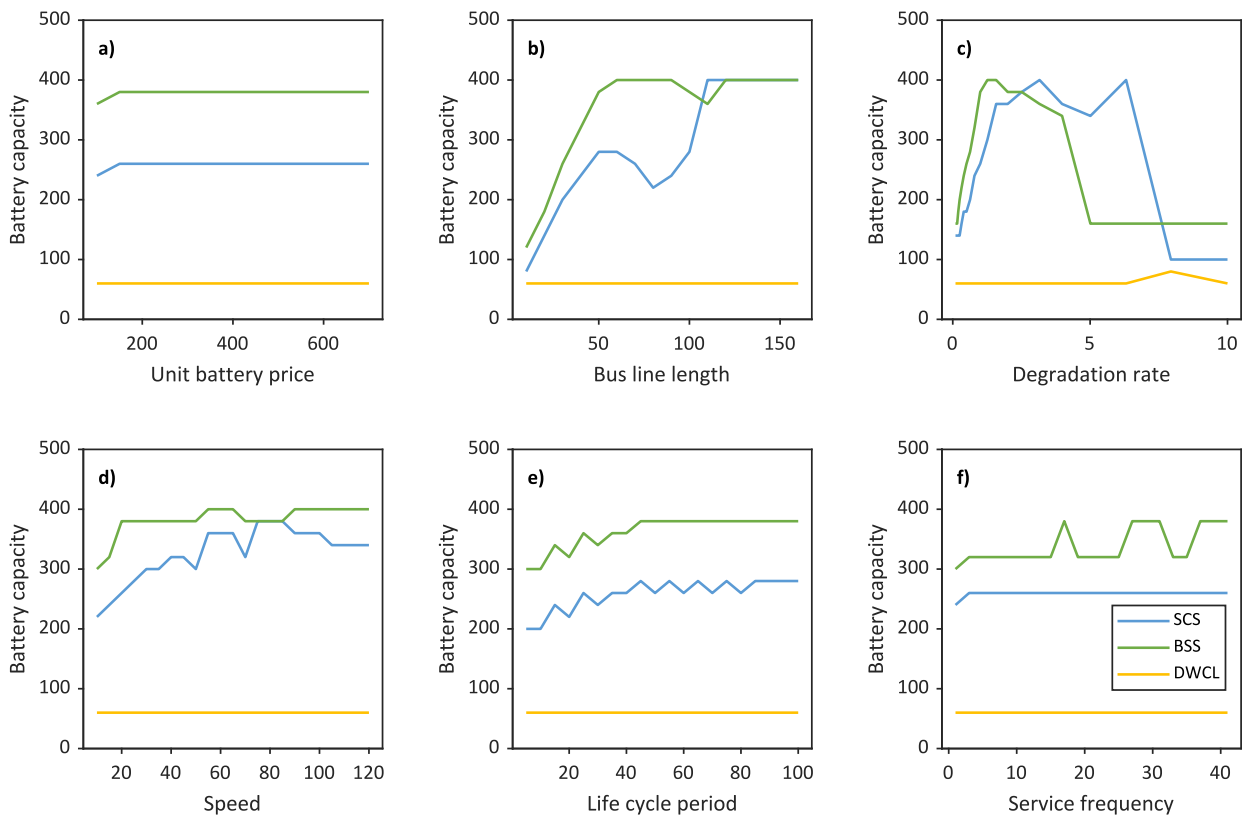 a)
Battery capacity
500
400
300
200
100
0
200 400 600
Unit battery price
b)
Battery capacity
500
400
300
200
100
0
50 100 150
Bus line length
c)
Battery capacity
500
400
300
200
100
0
0 5 10
Degradation rate
d)
Battery capacity
500
400
300
200
100
0
20 40 60 80 100 120
Speed
e)
Battery capacity
500
400
300
200
100
0
20 40 60 80 100
Life cycle period
f)
Battery capacity
500
400
300
200
100
0
0 10 20 30 40
Service frequency
SCS
BSS
DWCL